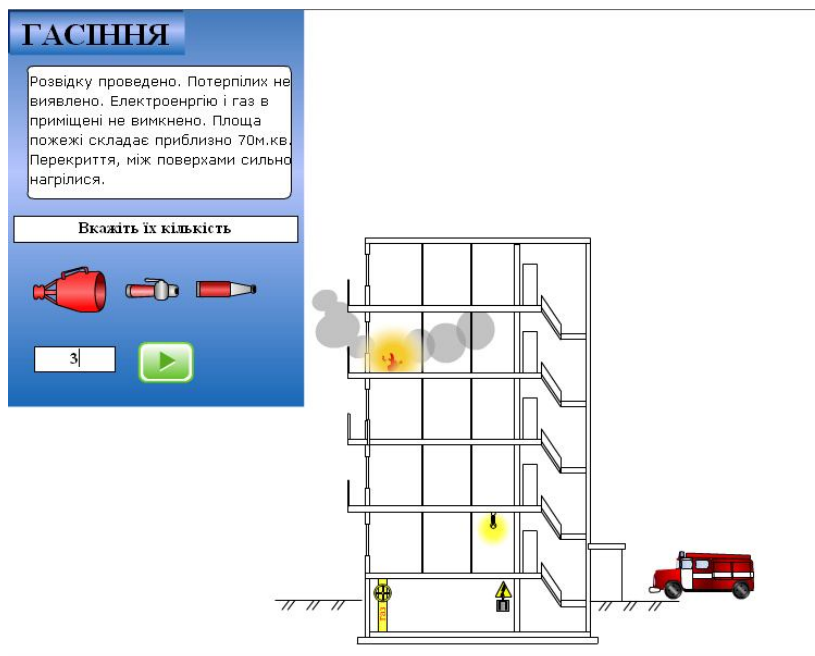 ГАСІННЯ
Розвідку проведено. Потерпілих не
виявлено. Електроенргію і газ в
приміщені не вимкнено. Площа
пожежі складає приблизно 70м.кв.
Перекриття, між поверхами сильно
нагрілися.
Вкажіть їх кількість
3
газ